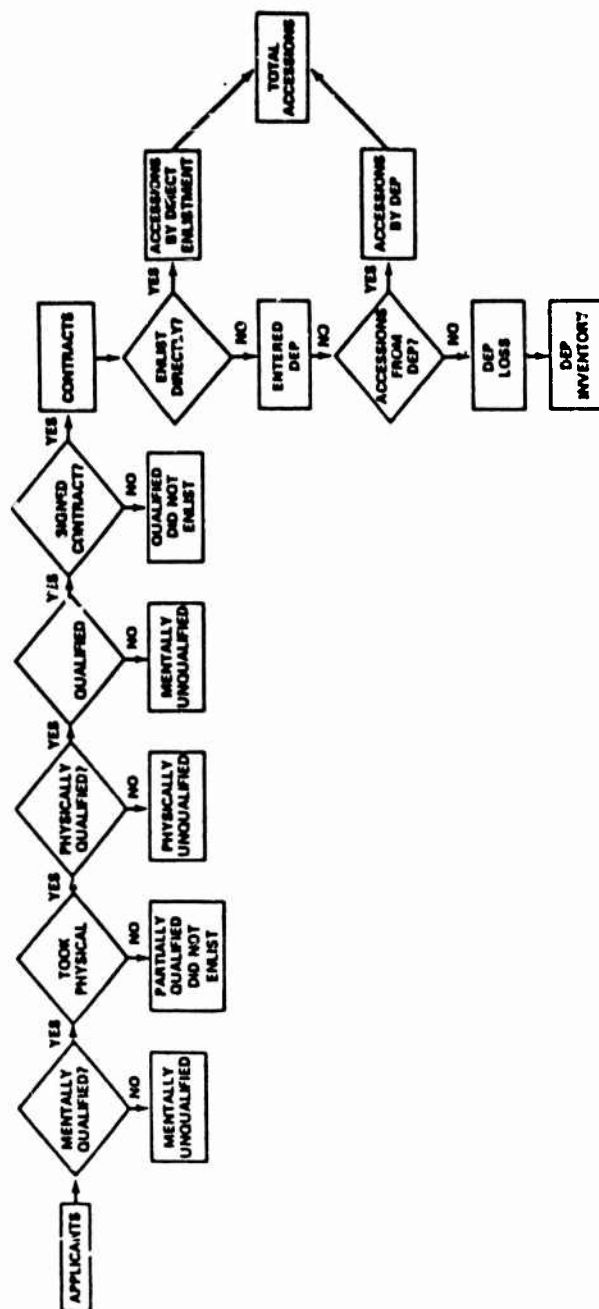 APPLICANTS
MENTALLY
QUALIFIED?
YES
NO
MENTALLY
UNQUALIFIED
TOOK
PHYSICAL
YES
NO
PARTIALLY
QUALIFIED
DID NOT
ENLIST
PHYSICALLY
QUALIFIED?
YES
NO
PHYSICALLY
UNQUALIFIED
QUALIFIED
YES
NO
MENTALLY
UNQUALIFIED
SIGNED
CONTRACT?
YES
NO
QUALIFIED
DID NOT
ENLIST
CONTRACTS
ENLIST
DIRECTLY?
YES
ACCESSIONS
BY DIRECT
ENLISTMENT
NO
ENTERED
DEP
NO
ACCESSIONS
FROM
DEP?
YES
ACCESSIONS
BY DEP
NO
DEP
LOSS
DEP
INVENTORY
TOTAL
ACCESSIONS